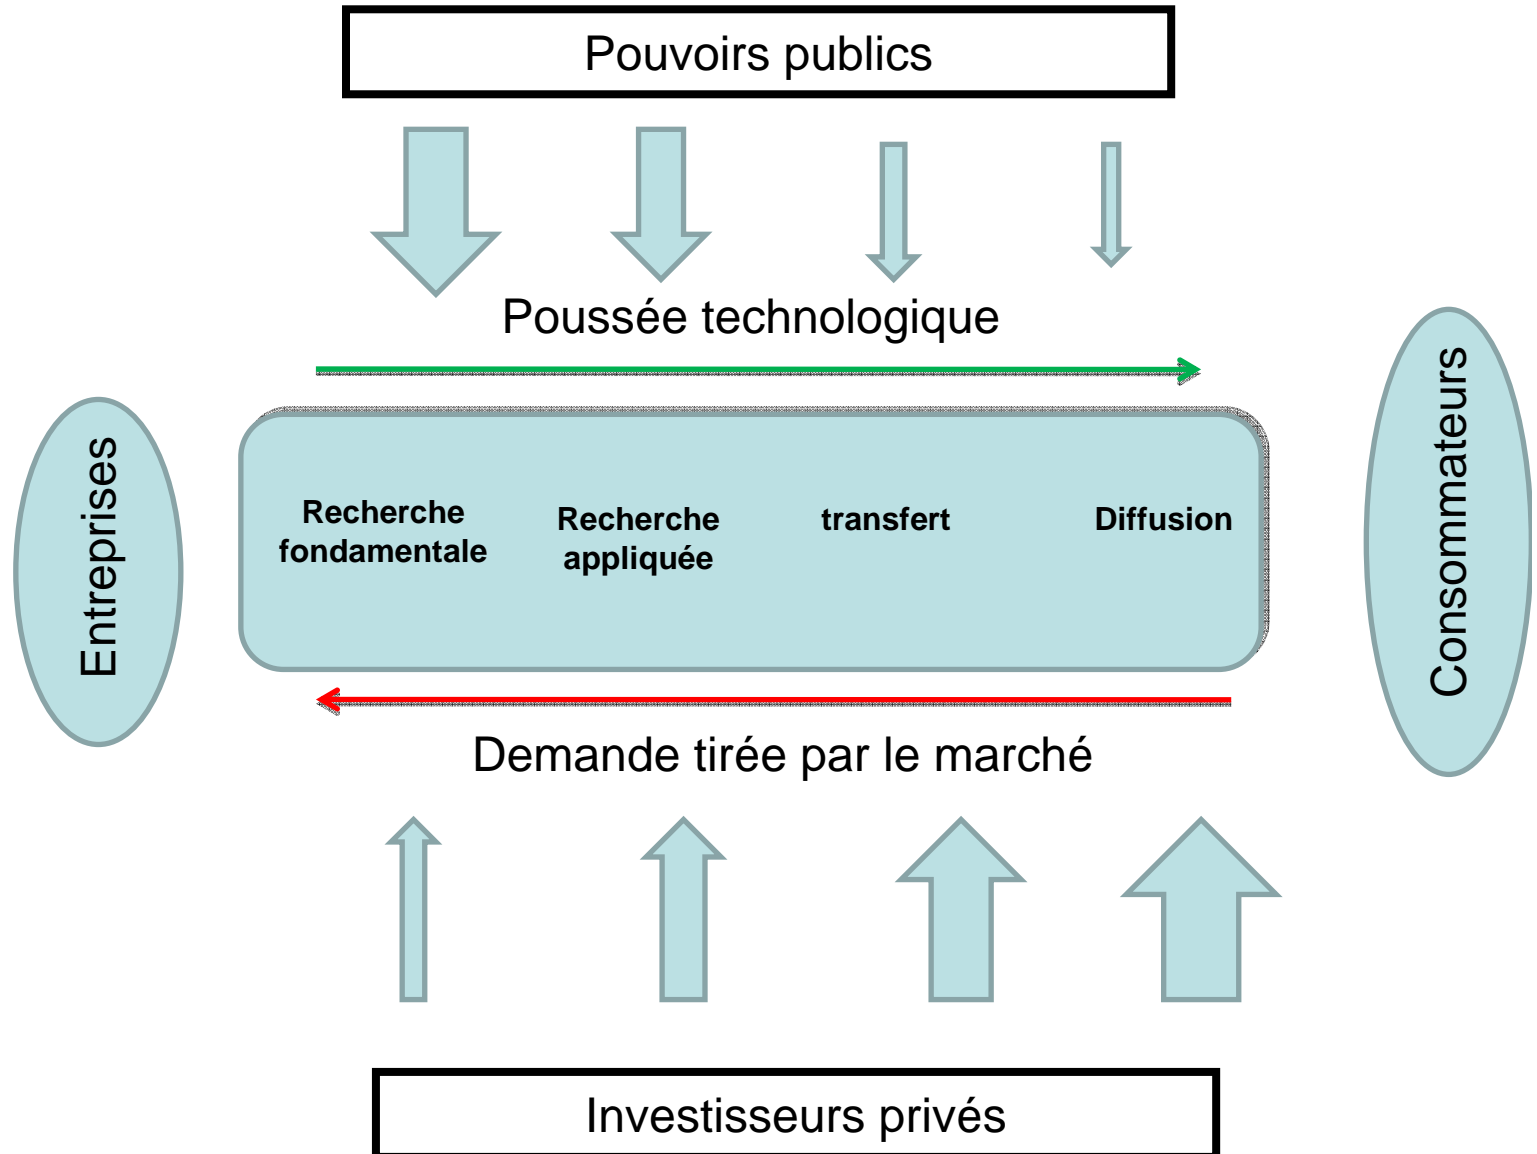 Pouvoirs publics
Poussée technologique
Entreprises
Recherche
fondamentale
Recherche
appliquée
transfert
Diffusion
Consommateurs
Demande tirée par le marché
Investisseurs privés